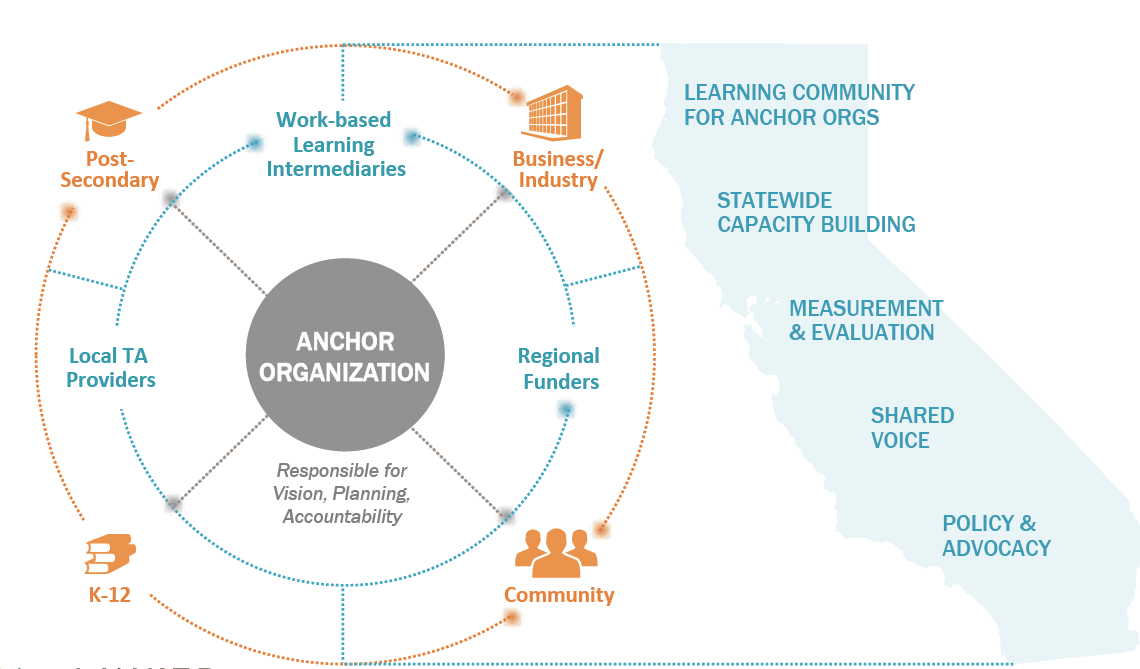 Work-based
Learning
Intermediaries
Post-
Secondary
Business/
Industry
ANCHOR
ORGANIZATION
Local TA
Providers
Regional
Funders
Responsible for
Vision, Planning,
Accountability
K-12
Community
LEARNING COMMUNITY
FOR ANCHOR ORGS
STATEWIDE
CAPACITY BUILDING
MEASUREMENT
& EVALUATION
SHARED
VOICE
POLICY &
ADVOCACY